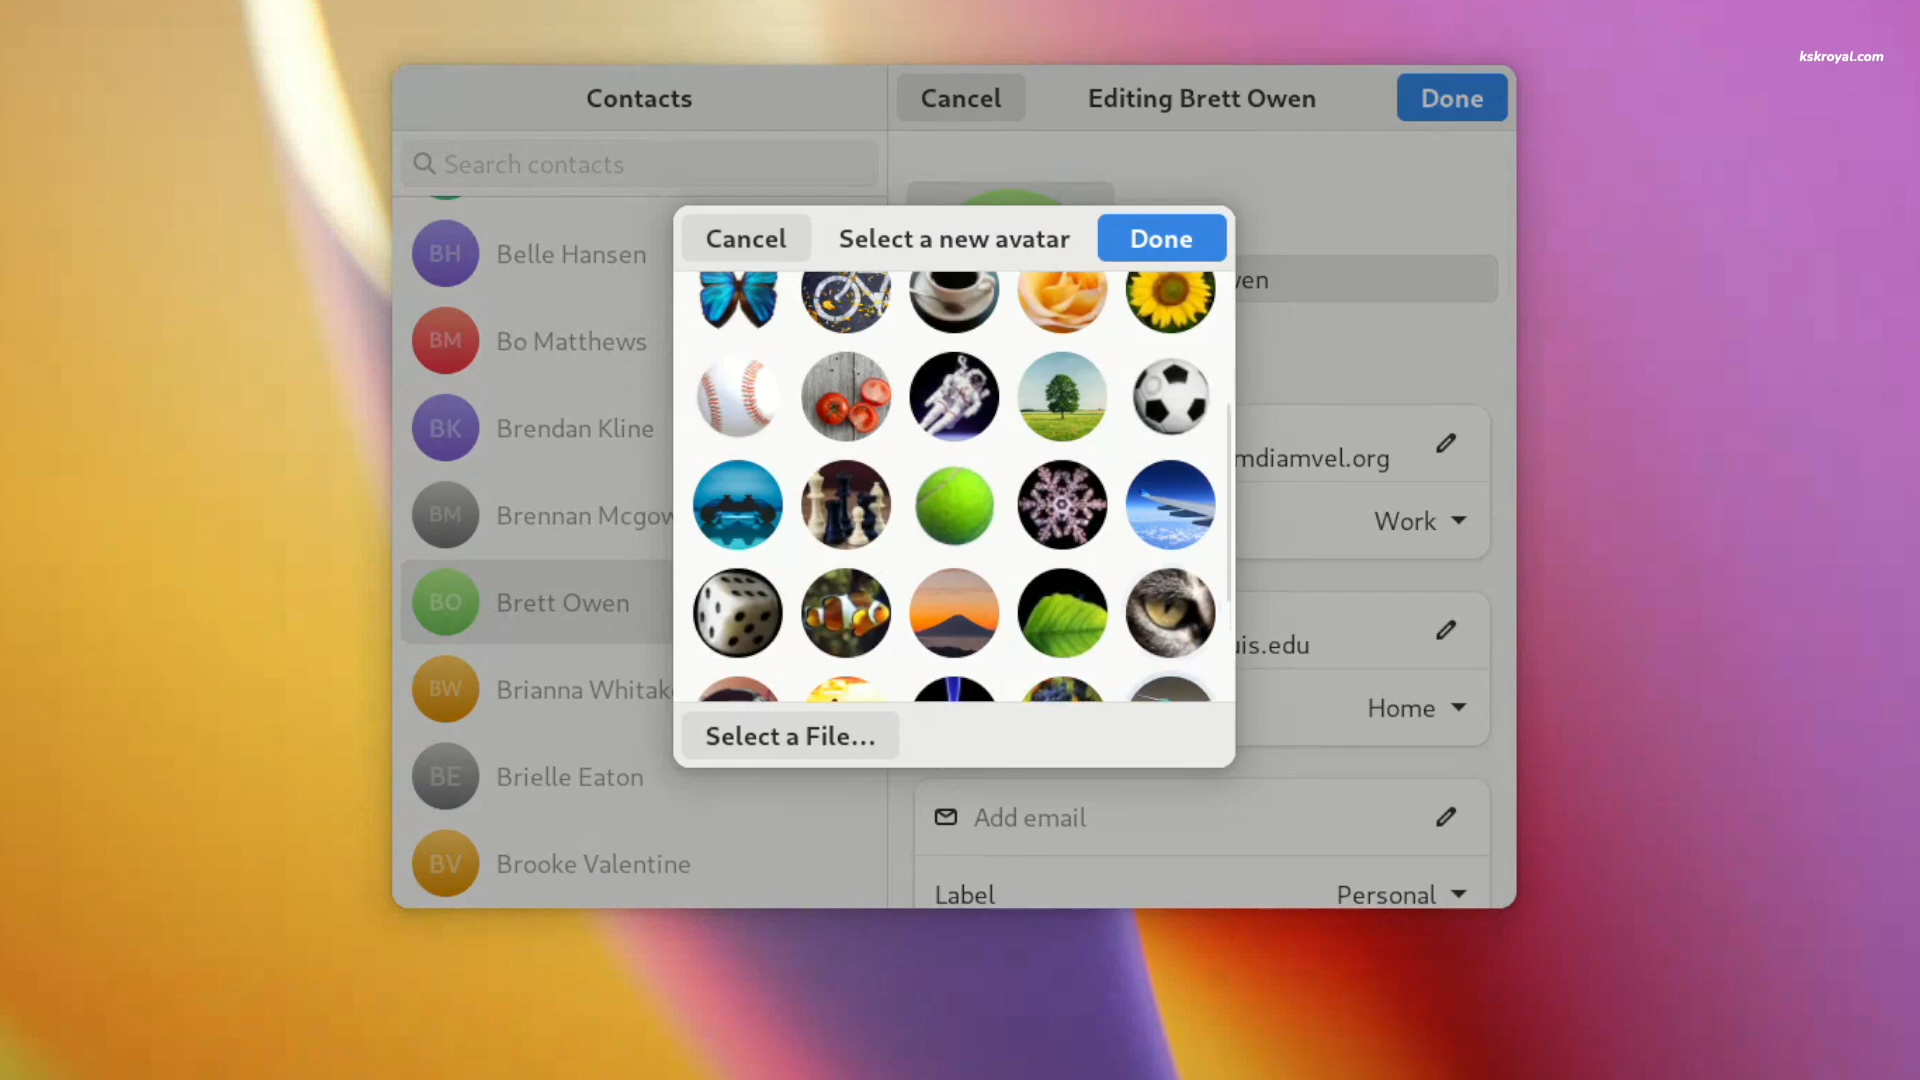 kskroyal.com
Contacts
Cancel
Editing Brett Owen
Done
Search contacts
BH Belle Hansen
BM Bo Matthews
BK Brendan Kline
BM Brennan Mcgow
BO Brett Owen
BW Brianna Whitak
BE Brielle Eaton
BV Brooke Valentine
Cancel
Select a new avatar
Done
Select a File...
ven
mdiamvel.org
Work
uis.edu
Home
Add email
Label
Personal